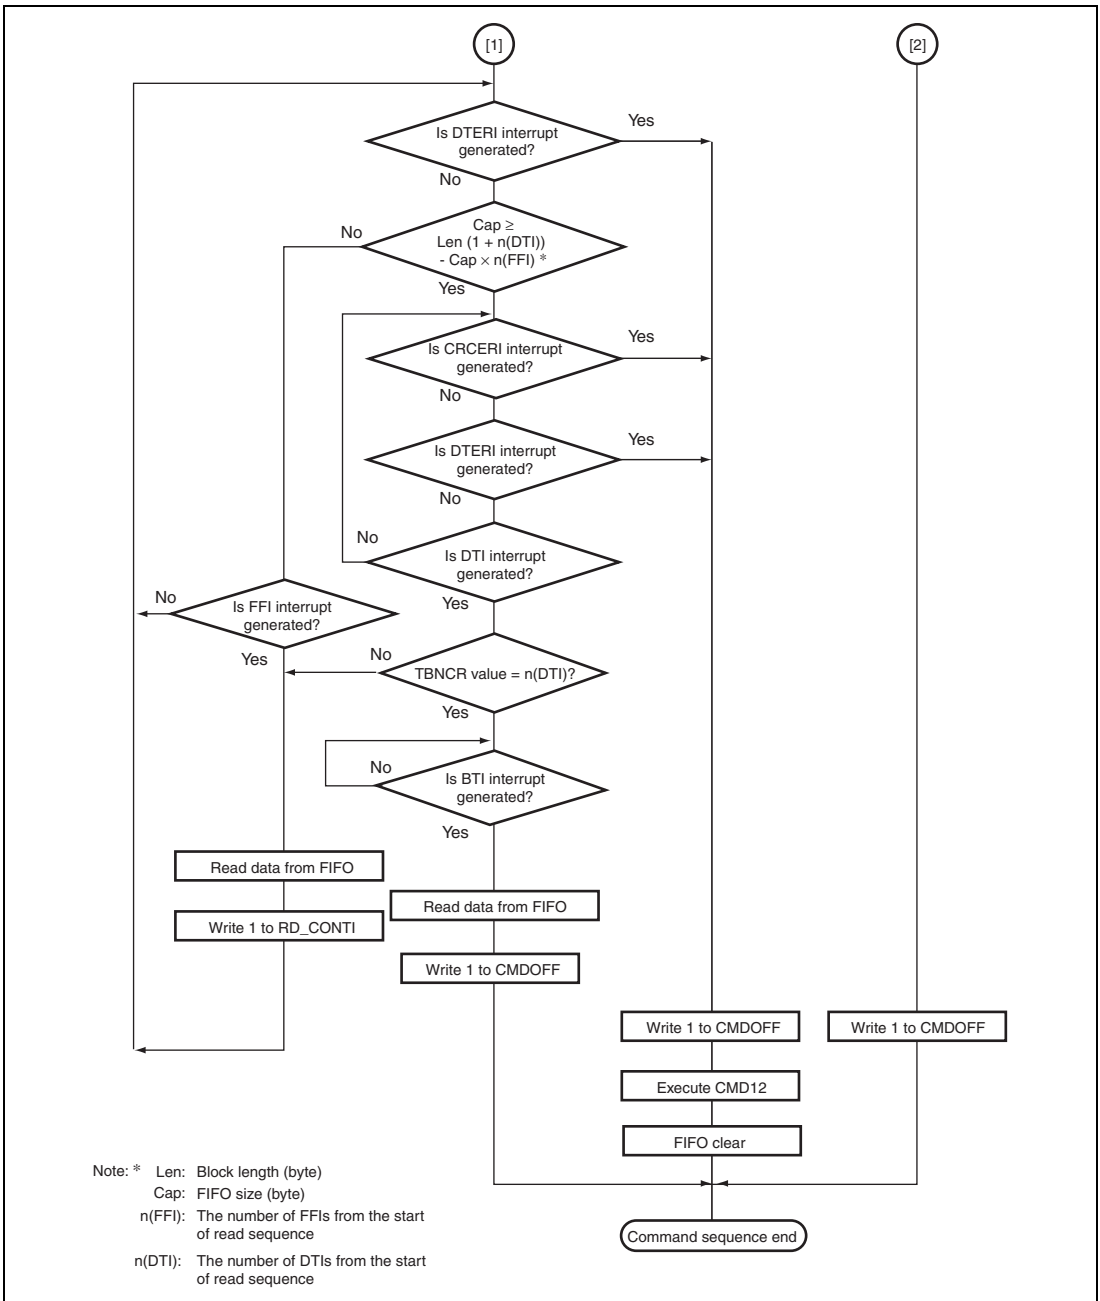 [1]
[2]
Is DTERI interrupt
generated?
Yes
No
Cap ≥
Len (1 + n(DTI))
- Cap × n(FFI) *
No
Yes
Is CRCERI interrupt
generated?
Yes
No
Is DTERI interrupt
generated?
Yes
No
Is DTI interrupt
generated?
No
Yes
Is FFI interrupt
generated?
No
Yes
TBNCR value = n(DTI)?
No
Yes
Is BTI interrupt
generated?
No
Yes
Read data from FIFO
Write 1 to RD_CONTI
Read data from FIFO
Write 1 to CMDOFF
Write 1 to CMDOFF
Execute CMD12
FIFO clear
Write 1 to CMDOFF
Command sequence end
Note: * Len: Block length (byte)
Cap: FIFO size (byte)
n(FFI): The number of FFIs from the start
of read sequence
n(DTI): The number of DTIs from the start
of read sequence